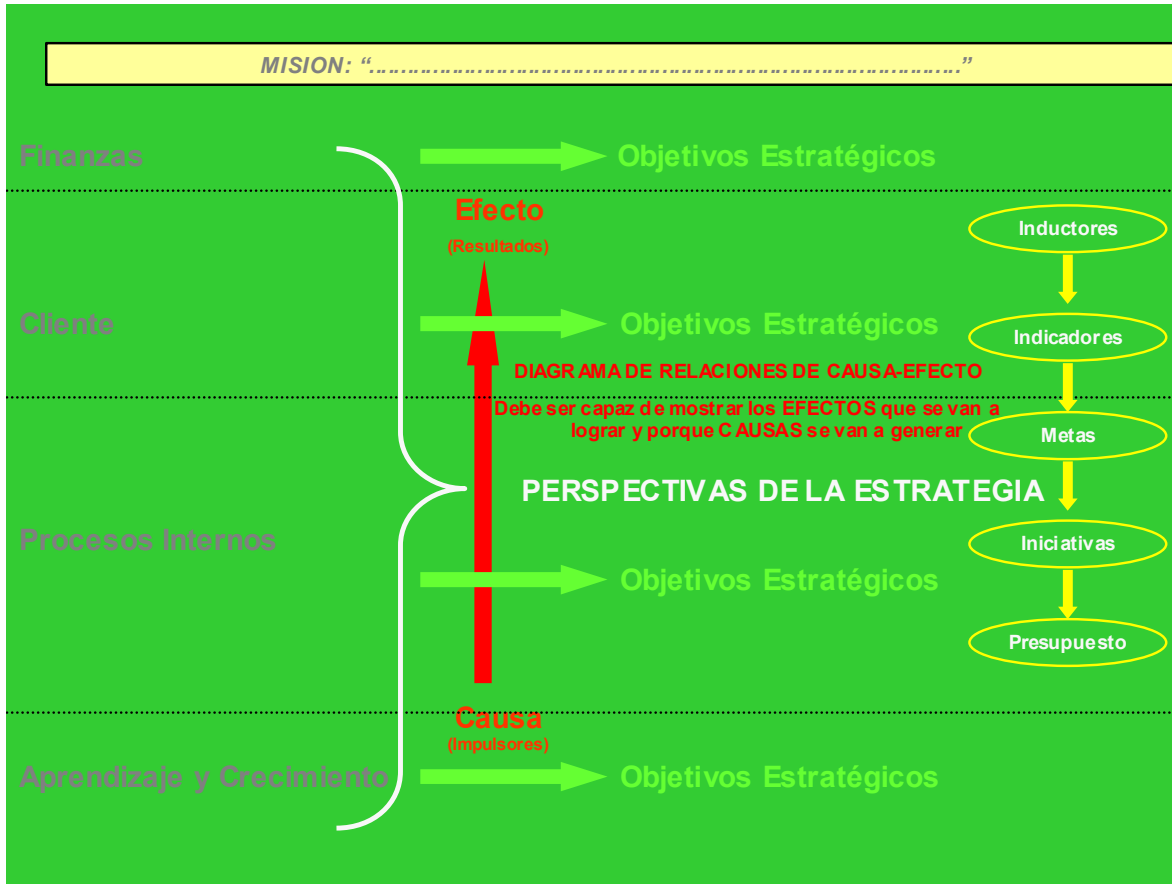 MISION: “……………………………………………………………………………”
Finanzas
Objetivos Estratégicos
Efecto
(Resultados)
Inductores
Cliente
Objetivos Estratégicos
Indicadores
DIAGRAMA DE RELACIONES DE CAUSA-EFECTO
Debe ser capaz de mostrar los EFECTOS que se van a
lograr y porque CAUSAS se van a generar
Metas
PERSPECTIVAS DE LA ESTRATEGIA
Procesos Internos
Iniciativas
Objetivos Estratégicos
Presupuesto
Causa
(Impulsores)
Aprendizaje y Crecimiento
Objetivos Estratégicos